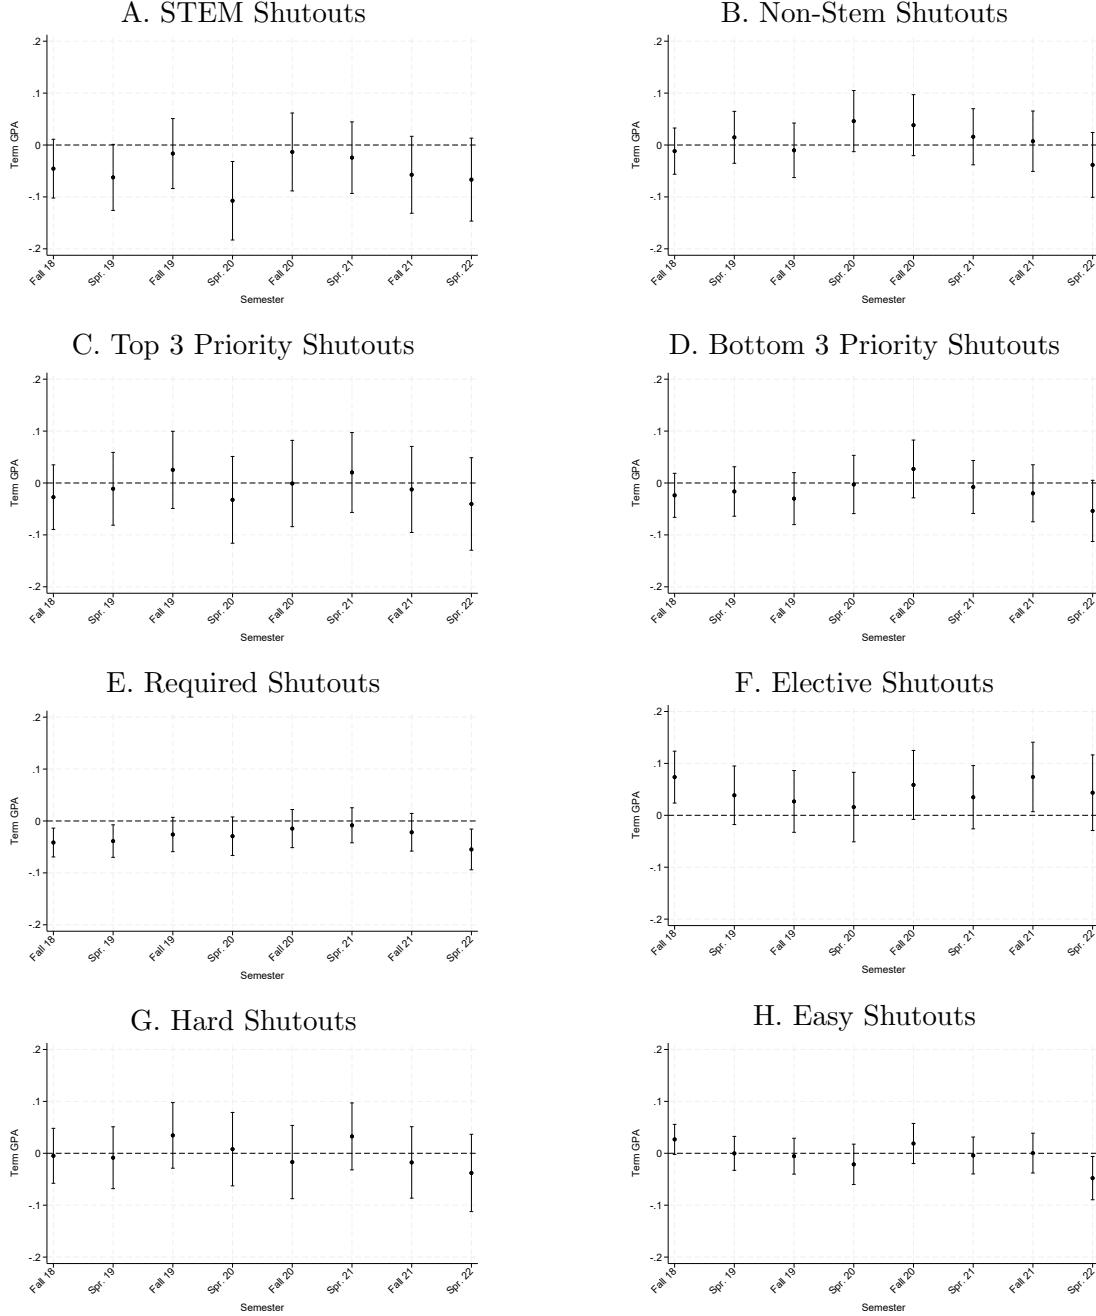 A. STEM Shutouts
.2
.1
0
-.1
-.2
Term GPA
Fall 18
Spr. 19
Fall 19
Spr. 20
Fall 20
Spr. 21
Fall 21
Spr. 22
Semester
B. Non-Stem Shutouts
.2
.1
0
-.1
-.2
Term GPA
Fall 18
Spr. 19
Fall 19
Spr. 20
Fall 20
Spr. 21
Fall 21
Spr. 22
Semester
C. Top 3 Priority Shutouts
.2
.1
0
-.1
-.2
Term GPA
Fall 18
Spr. 19
Fall 19
Spr. 20
Fall 20
Spr. 21
Fall 21
Spr. 22
Semester
D. Bottom 3 Priority Shutouts
.2
.1
0
-.1
-.2
Term GPA
Fall 18
Spr. 19
Fall 19
Spr. 20
Fall 20
Spr. 21
Fall 21
Spr. 22
Semester
E. Required Shutouts
.2
.1
0
-.1
-.2
Term GPA
Fall 18
Spr. 19
Fall 19
Spr. 20
Fall 20
Spr. 21
Fall 21
Spr. 22
Semester
F. Elective Shutouts
.2
.1
0
-.1
-.2
Term GPA
Fall 18
Spr. 19
Fall 19
Spr. 20
Fall 20
Spr. 21
Fall 21
Spr. 22
Semester
G. Hard Shutouts
.2
.1
0
-.1
-.2
Term GPA
Fall 18
Spr. 19
Fall 19
Spr. 20
Fall 20
Spr. 21
Fall 21
Spr. 22
Semester
H. Easy Shutouts
.2
.1
0
-.1
-.2
Term GPA
Fall 18
Spr. 19
Fall 19
Spr. 20
Fall 20
Spr. 21
Fall 21
Spr. 22
Semester